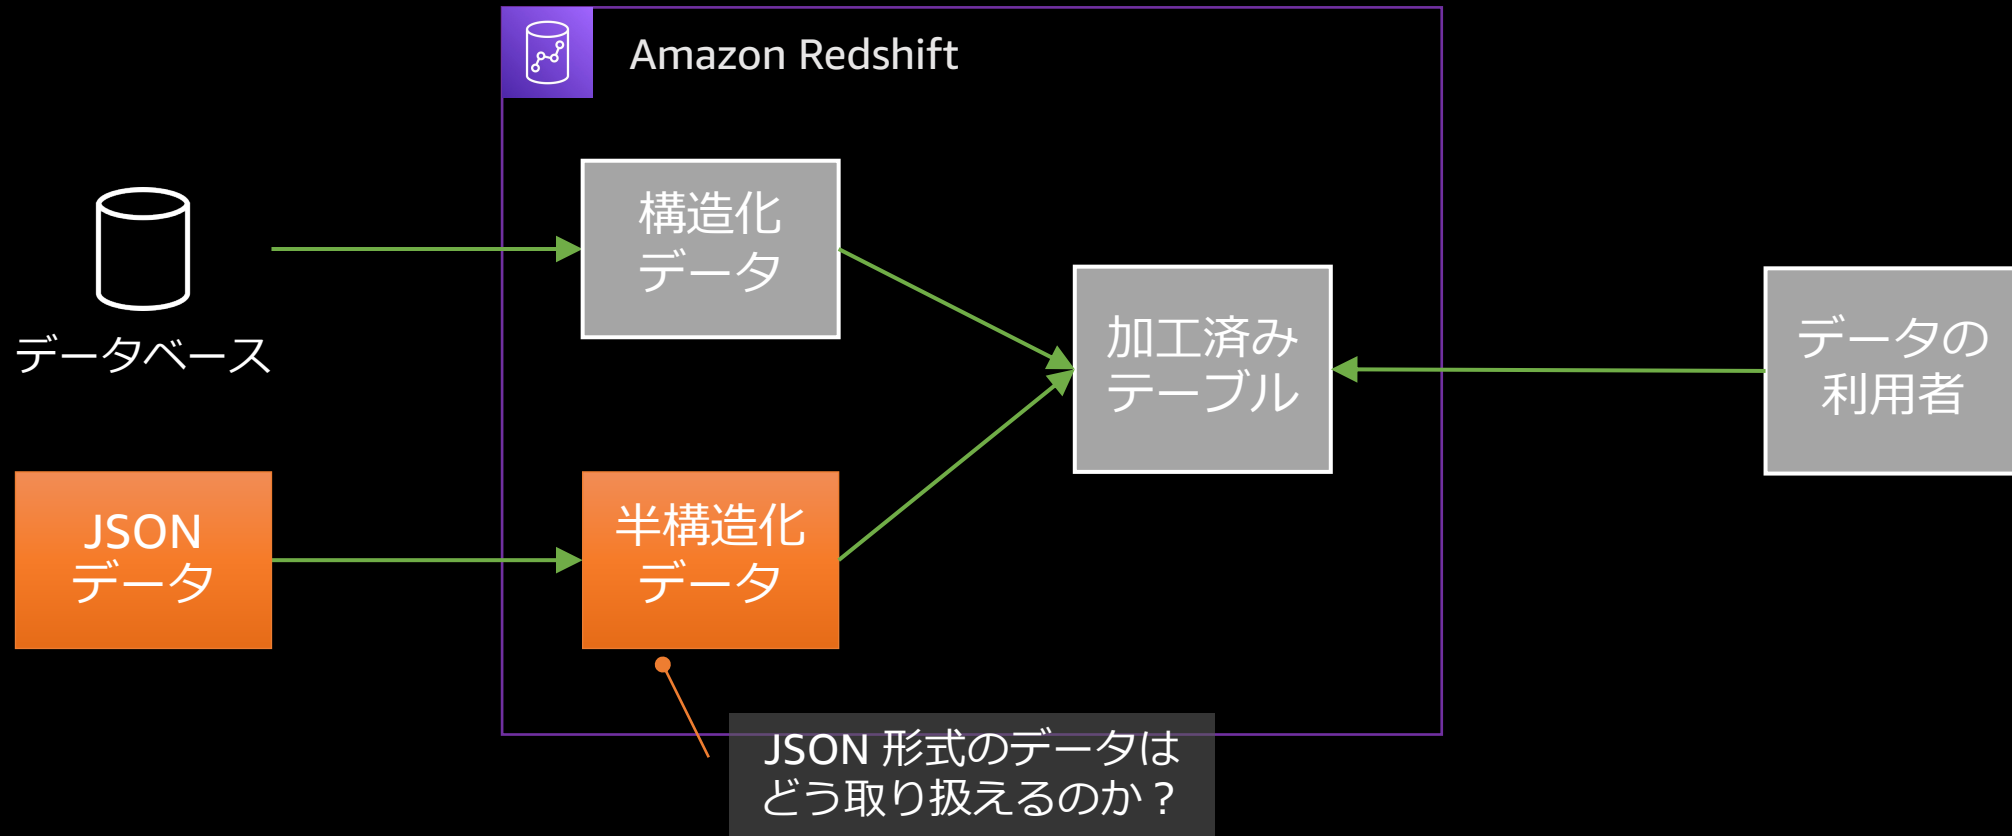 Amazon Redshift
構造化
データ
データベース
加工済み
テーブル
データの
利用者
JSON
データ
半構造化
データ
JSON 形式のデータは
どう取り扱えるのか？